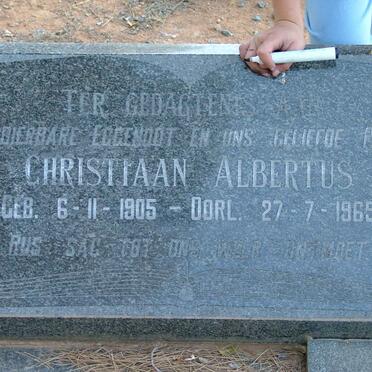 TER GEDAGTENIS
DIERBARE EGGENOOT EN ONS GELIEFDE
CHRISTIAAN ALBERTUS
GEB. 6-11-1905 - OORL. 27-7-1965
RUS SAG TOT ONS WEER ONTMOET